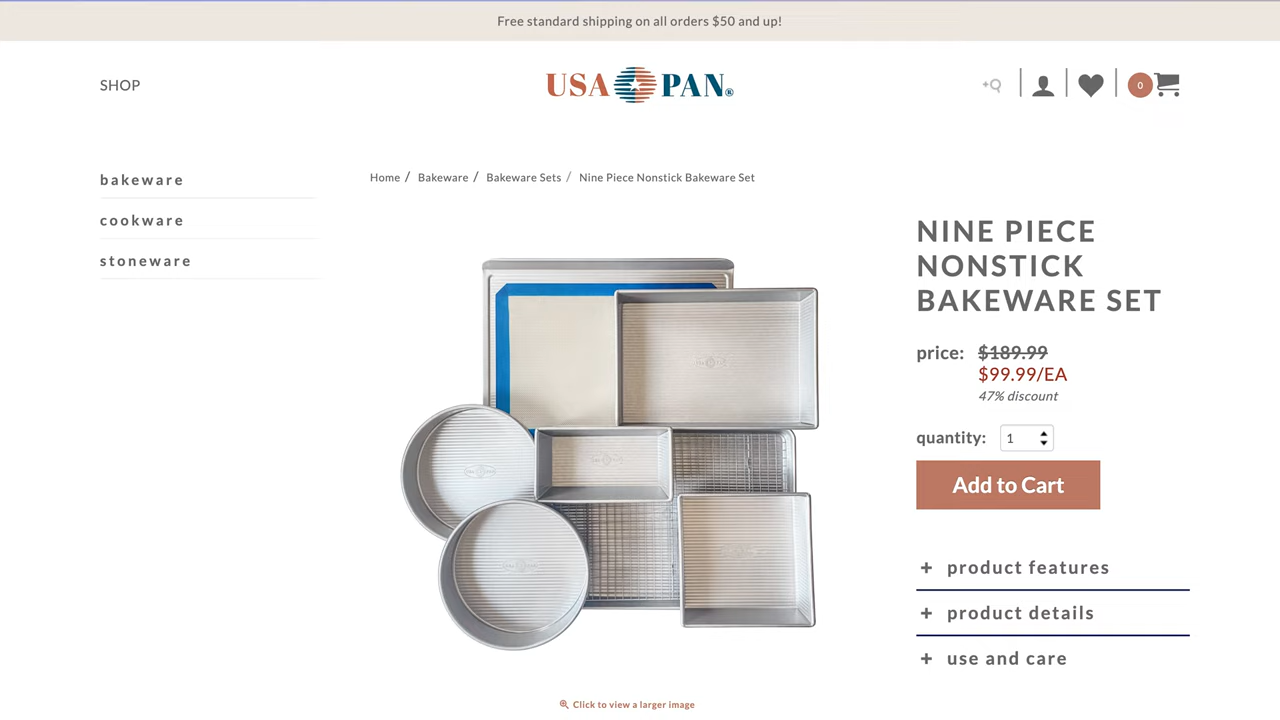 Free standard shipping on all orders $50 and up!
SHOP
USA PAN®
0
bakeware
cookware
stoneware
Home / Bakeware / Bakeware Sets / Nine Piece Nonstick Bakeware Set
NINE PIECE
NONSTICK
BAKEWARE SET
price: $189.99
$99.99/EA
47% discount
quantity: 1
Add to Cart
+ product features
+ product details
+ use and care
Click to view a larger image